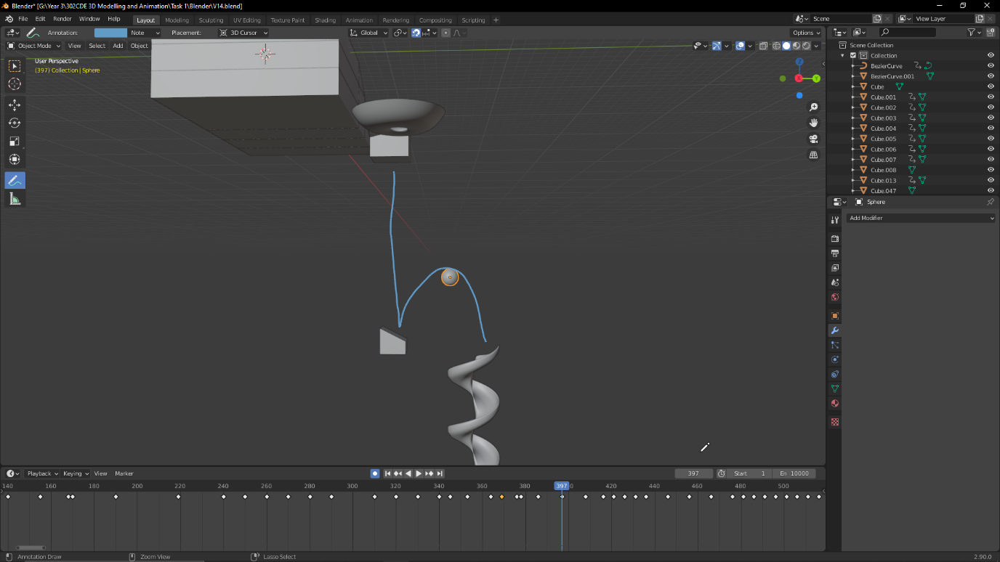 Blender* [G:\Year 3\302CDE 3D Modelling and Animation\Task 1\Blender\V14.blend]
File Edit Render Window Help Layout Modeling Sculpting UV Editing Texture Paint Shading Animation Rendering Compositing Scripting + Scene View Layer
Annotation: Note Placement: 3D Cursor Global Options
Object Mode View Select Add Object
User Perspective
(397) Collection | Sphere
Scene Collection
Collection
BezierCurve
BezierCurve.001
Cube
Cube.001
Cube.002
Cube.003
Cube.004
Cube.005
Cube.006
Cube.007
Cube.008
Cube.013
Cube.047
Sphere
Add Modifier
Z
X
Y
Playback Keying View Marker 397 Start 1 En 10000
140 160 180 200 220 240 260 280 300 320 340 360 380 397 0 420 440 460 480 500
Annotation Draw Zoom View Lasso Select 2.90.0